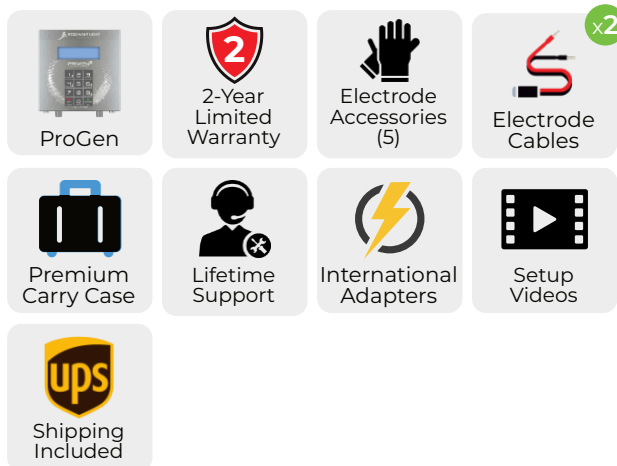 ProGen
2
2-Year
Limited
Warranty
Electrode
Accessories
(5)
x2
Electrode
Cables
Premium
Carry Case
Lifetime
Support
International
Adapters
Setup
Videos
ups
Shipping
Included